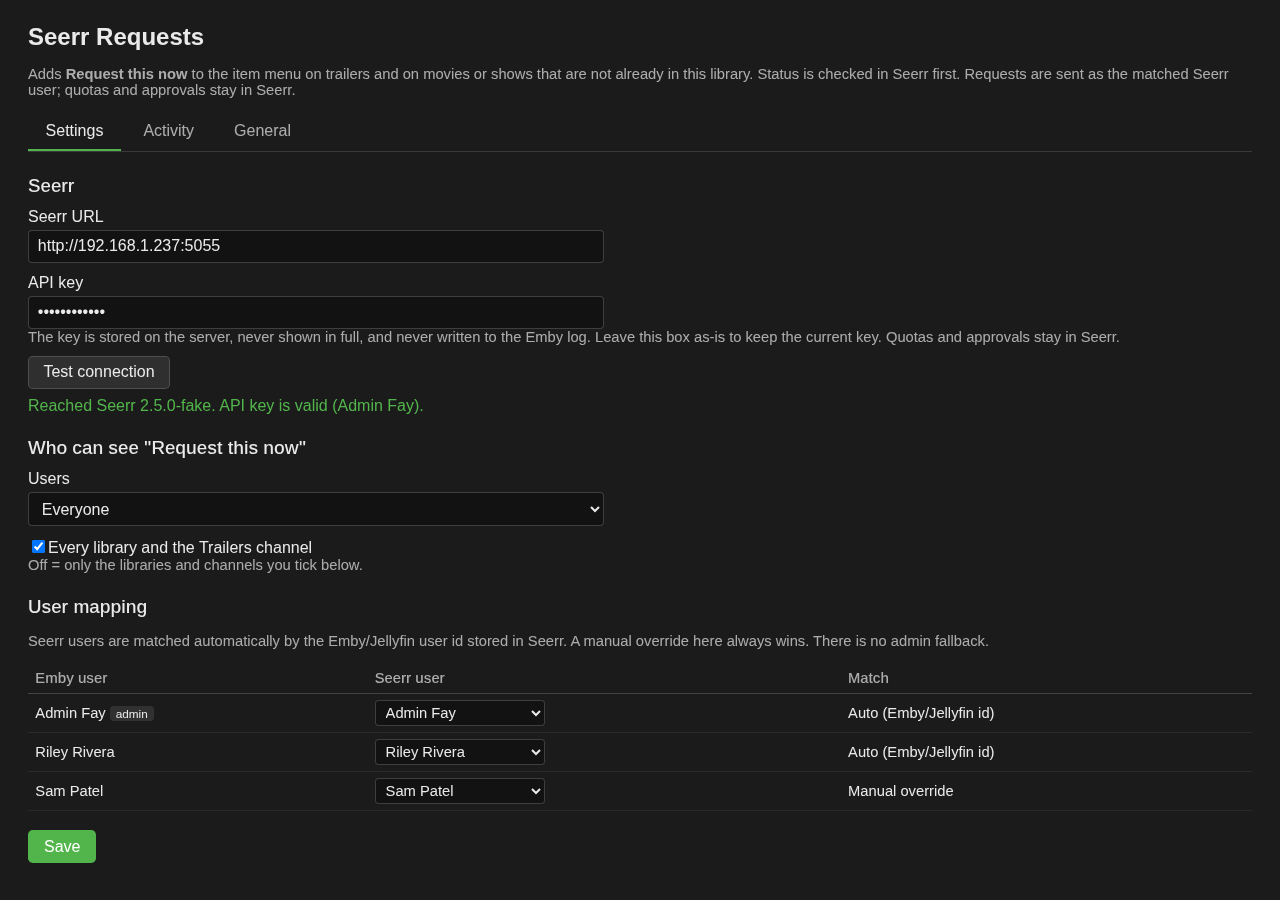 Seerr Requests
Adds Request this now to the item menu on trailers and on movies or shows that are not already in this library. Status is checked in Seerr first. Requests are sent as the matched Seerr
user; quotas and approvals stay in Seerr.
Settings Activity General
Seerr
Seerr URL
http://192.168.1.237:5055
API key
••••••••••••
The key is stored on the server, never shown in full, and never written to the Emby log. Leave this box as-is to keep the current key. Quotas and approvals stay in Seerr.
Test connection
Reached Seerr 2.5.0-fake. API key is valid (Admin Fay).
Who can see "Request this now"
Users
Everyone
Every library and the Trailers channel
Off = only the libraries and channels you tick below.
User mapping
Seerr users are matched automatically by the Emby/Jellyfin user id stored in Seerr. A manual override here always wins. There is no admin fallback.
Emby user Seerr user Match
Admin Fay admin Admin Fay Auto (Emby/Jellyfin id)
Riley Rivera Riley Rivera Auto (Emby/Jellyfin id)
Sam Patel Sam Patel Manual override
Save